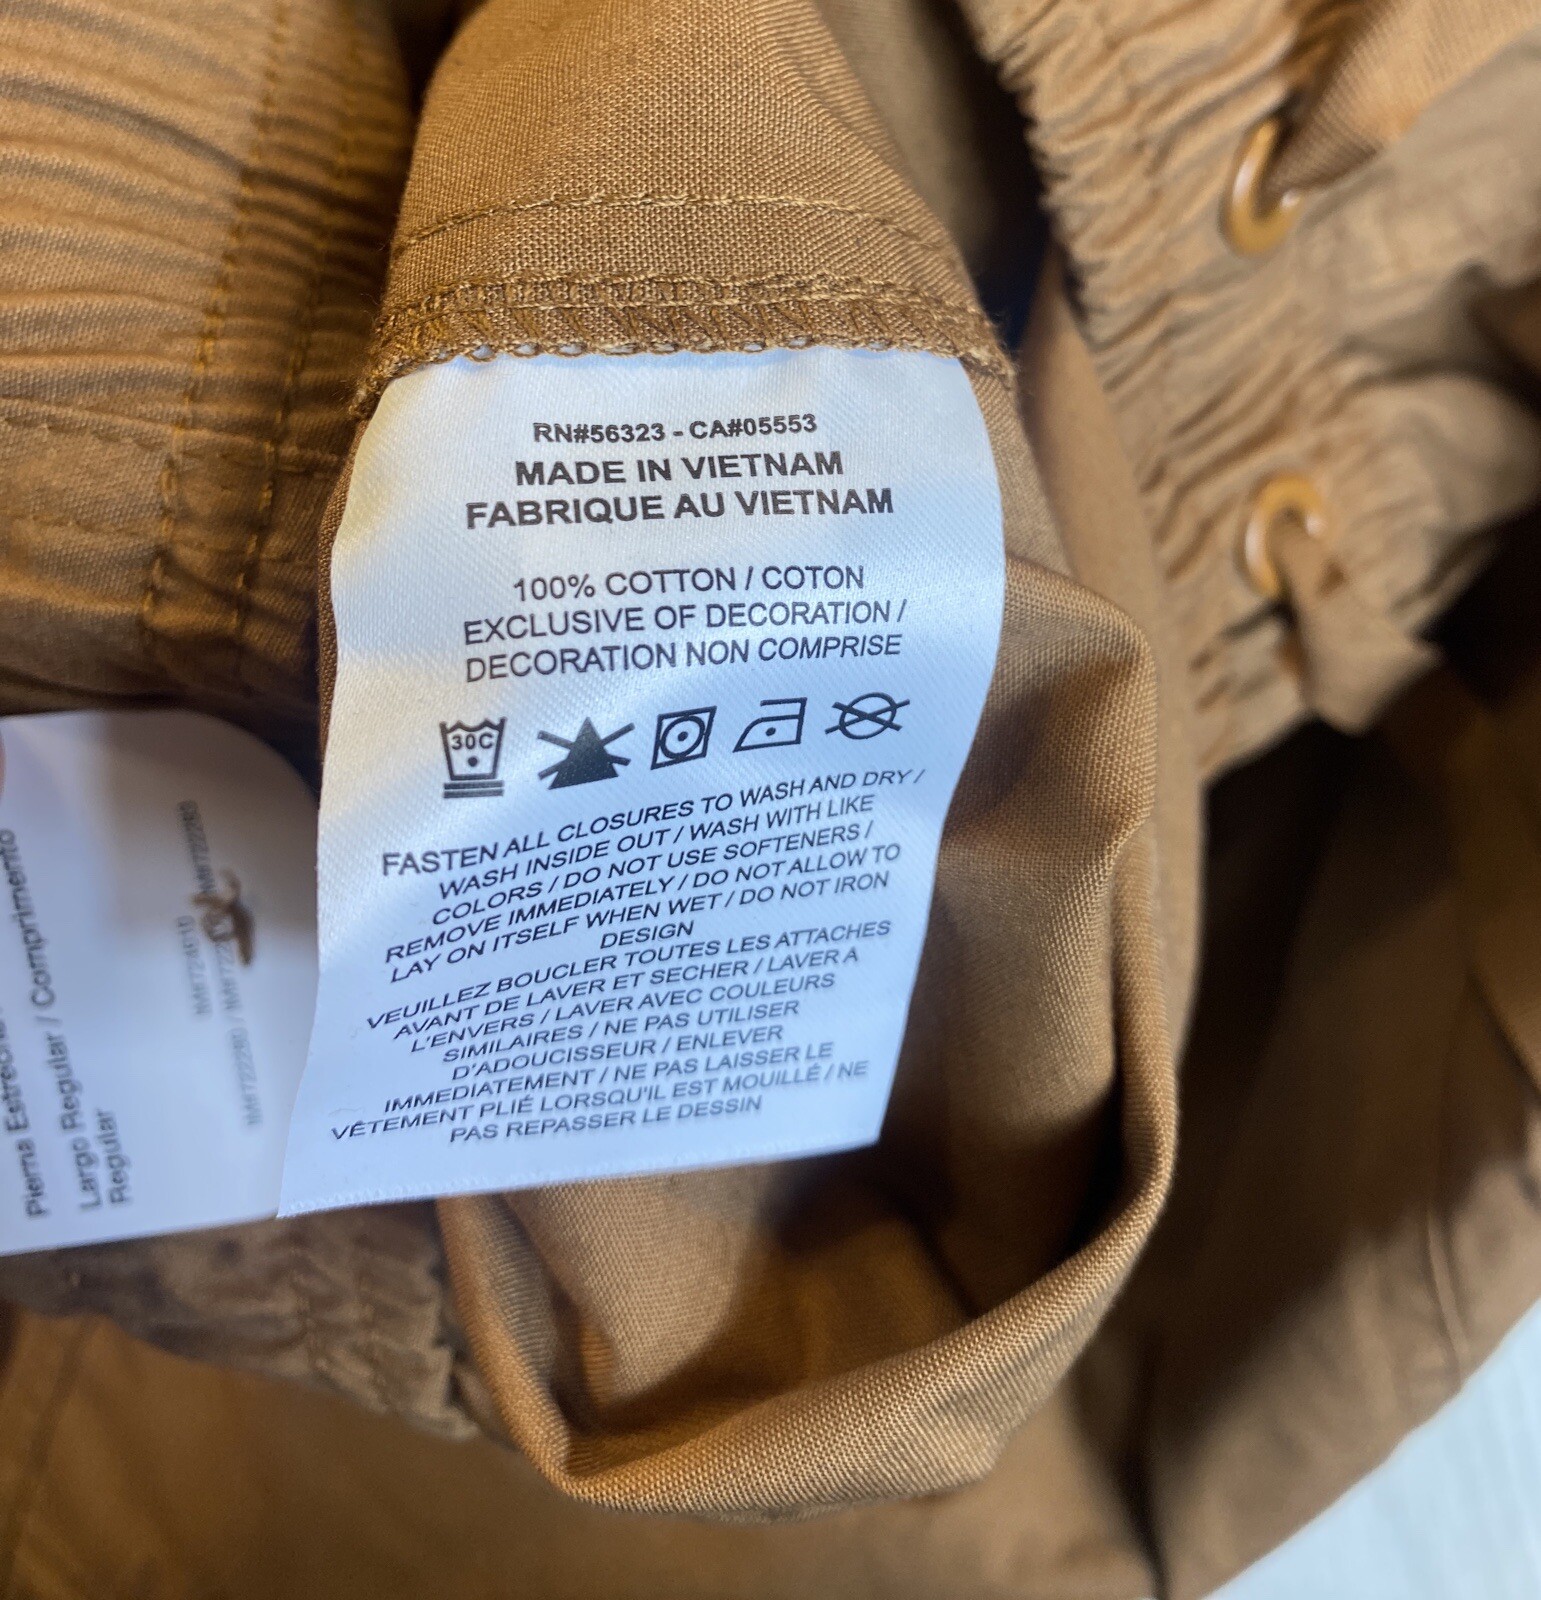 RN#56323 - CA#05553
MADE IN VIETNAM
FABRIQUE AU VIETNAM
100% COTTON / COTON
EXCLUSIVE OF DECORATION /
DECORATION NON COMPRISE
30C
FASTEN ALL CLOSURES TO WASH AND DRY /
WASH INSIDE OUT / WASH WITH LIKE
COLORS / DO NOT USE SOFTENERS /
REMOVE IMMEDIATELY / DO NOT ALLOW TO
LAY ON ITSELF WHEN WET / DO NOT IRON
DESIGN
VEUILLEZ BOUCLER TOUTES LES ATTACHES
AVANT DE LAVER ET SECHER / LAVER A
L'ENVERS / LAVER AVEC COULEURS
SIMILAIRES / NE PAS UTILISER
D'ADOUCISSEUR / ENLEVER
IMMEDIATEMENT / NE PAS LAISSER LE
VÊTEMENT PLIÉ LORSQU'IL EST MOUILLÉ / NE
PAS REPASSER LE DESSIN
Pierna
Largo Regular / Comprimento
Regular